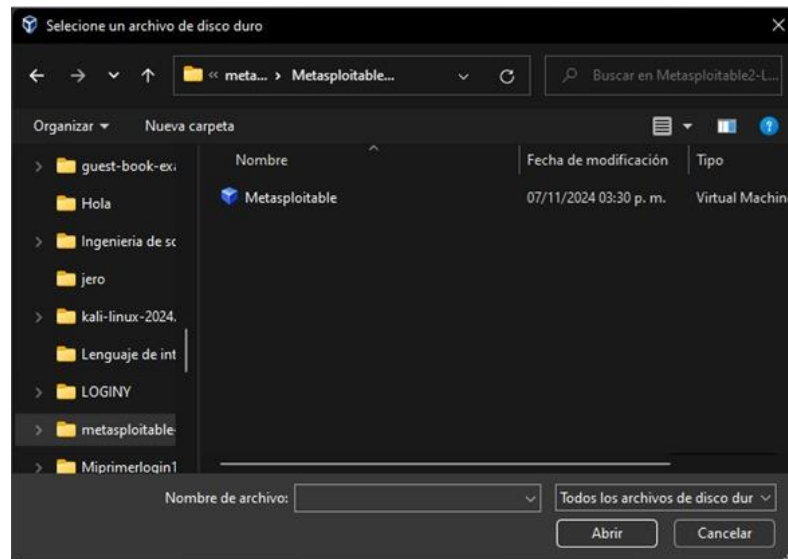 Selecione un archivo de disco duro
« meta... › Metasploitable...
Buscar en Metasploitable2-L...
Organizar
Nueva carpeta
Nombre
Fecha de modificación
Tipo
guest-book-exa
Hola
Ingenieria de sc
jero
kali-linux-2024.
Lenguaje de int
LOGINY
metasploitable-
Miprimerlogin1
Metasploitable
07/11/2024 03:30 p. m.
Virtual Machin
Nombre de archivo:
Todos los archivos de disco dur
Abrir
Cancelar